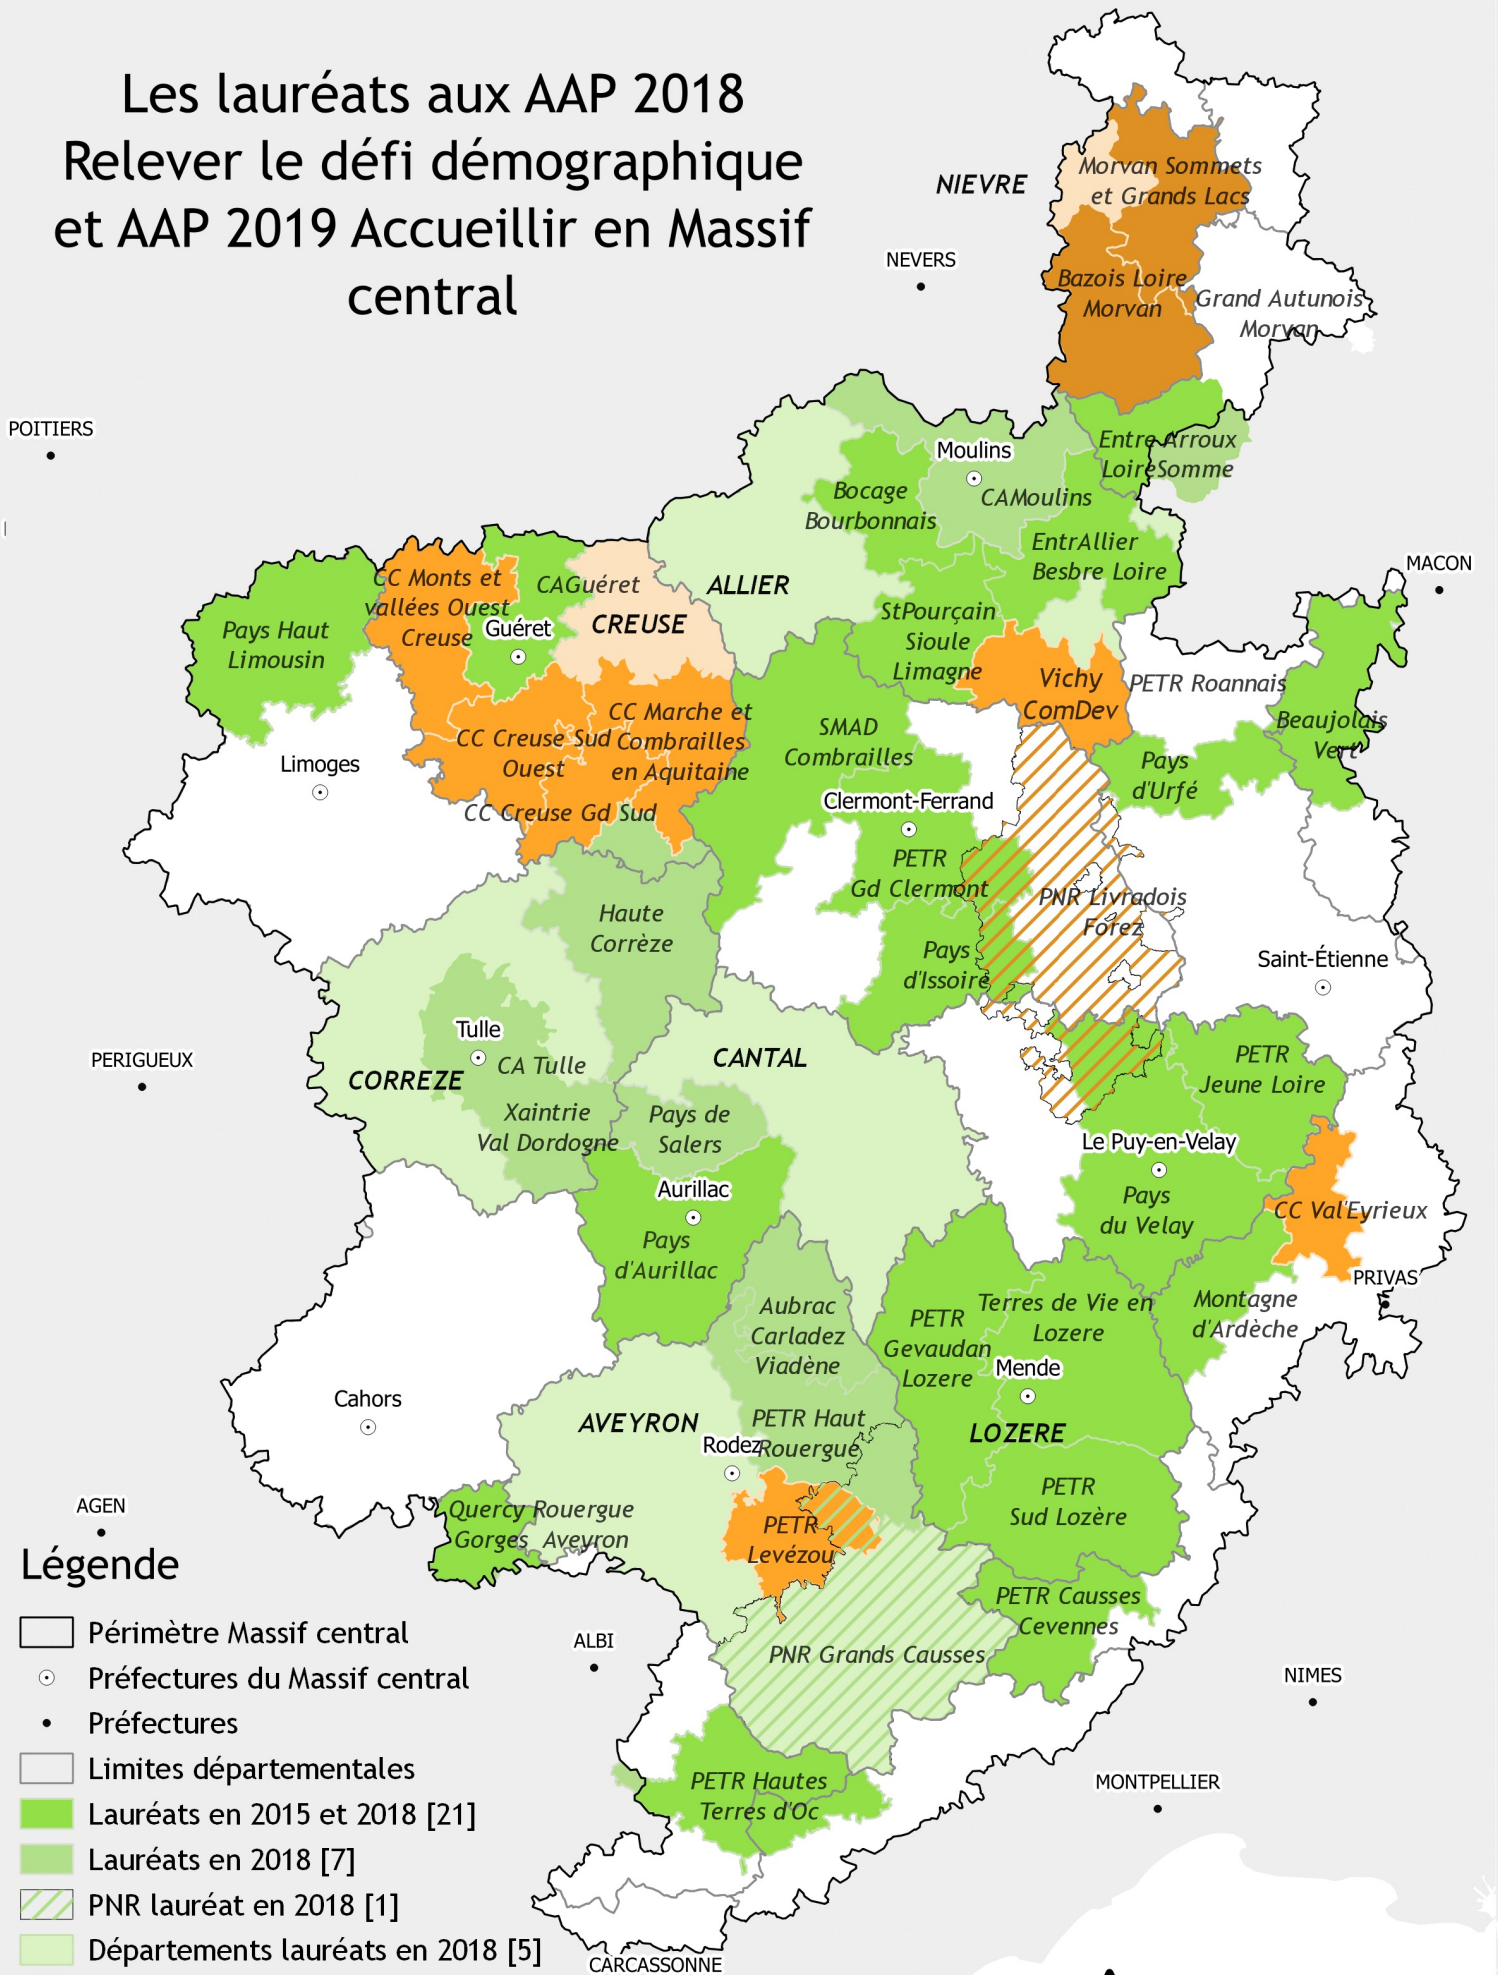 Les lauréats aux AAP 2018
Relever le défi démographique
et AAP 2019 Accueillir en Massif
central
NIEVRE
Morvan Sommets
et Grands Lacs
NEVERS
Bazois Loire
Morvan
Grand Autunois
Morvan
POITIERS
Moulins
Entre Arroux
LoireSomme
Bocage
Bourbonnais
CAMoulins
EntrAllier
Besbre Loire
MACON
CC Monts et
vallées Ouest
Creuse
CAGuéret
ALLIER
Pays Haut
Limousin
Guéret
CREUSE
StPourçain
Sioule
Limagne
Vichy
ComDev
PETR Roannais
CC Marche et
Combrailles
en Aquitaine
CC Creuse Sud
Ouest
SMAD
Combrailles
Beaujolais
Vert
Pays
d'Urfé
Limoges
CC Creuse Gd Sud
Clermont-Ferrand
PETR
Gd Clermont
PNR Livradois
Forez
Haute
Corrèze
Pays
d'Issoire
Saint-Étienne
Tulle
CA Tulle
CORREZE
CANTAL
PERIGUEUX
PETR
Jeune Loire
Xaintrie
Val Dordogne
Pays de
Salers
Le Puy-en-Velay
Aurillac
Pays
du Velay
CC Val'Eyrieux
Pays
d'Aurillac
PRIVAS
Aubrac
Carladez
Viadène
PETR
Gevaudan
Lozere
Terres de Vie en
Lozere
Montagne
d'Ardèche
Mende
Cahors
AVEYRON
PETR Haut
Rouergue
LOZERE
Rodez
AGEN
Quercy Rouergue
Gorges Aveyron
PETR
Levézou
PETR
Sud Lozère
PETR Causses
Cevennes
ALBI
PNR Grands Causses
NIMES
PETR Hautes
Terres d'Oc
MONTPELLIER
CARCASSONNE
Légende
Périmètre Massif central
Préfectures du Massif central
Préfectures
Limites départementales
Lauréats en 2015 et 2018 [21]
Lauréats en 2018 [7]
PNR lauréat en 2018 [1]
Départements lauréats en 2018 [5]